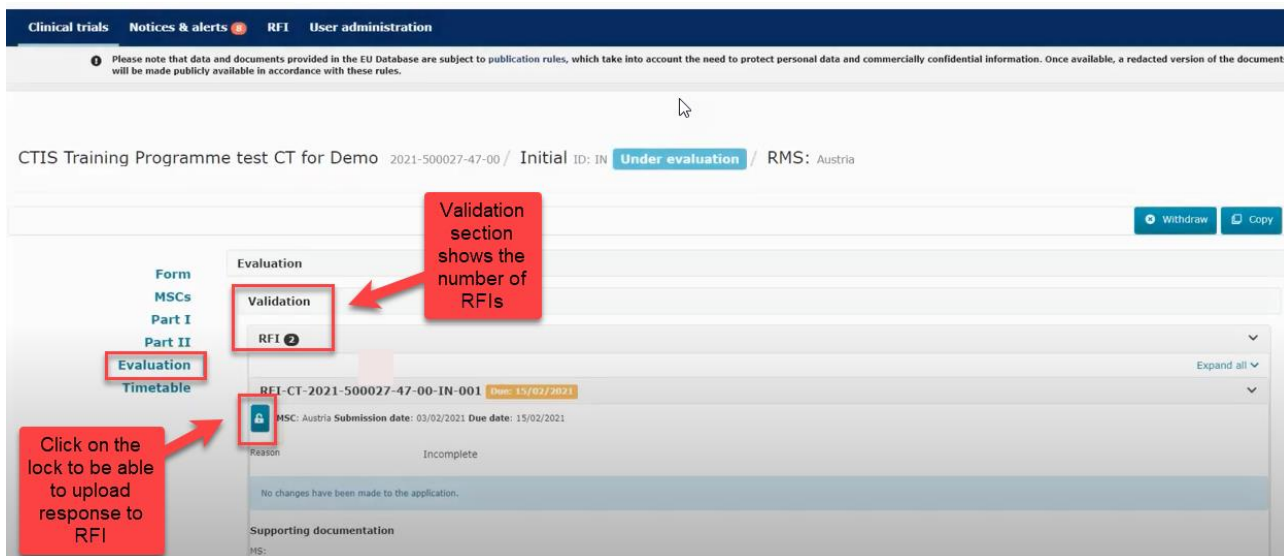 Clinical trials Notices & alerts 8 RFI User administration
Please note that data and documents provided in the EU Database are subject to publication rules, which take into account the need to protect personal data and commercially confidential information. Once available, a redacted version of the document
will be made publicly available in accordance with these rules.
CTIS Training Programme test CT for Demo 2021-500027-47-00 / Initial ID: IN Under evaluation / RMS: Austria
Withdraw Copy
Validation
section
shows the
number of
RFIs
Form
MSCs
Part I
Part II
Evaluation
Timetable
Evaluation
Validation
RFI 2
Expand all
RFI-CT-2021-500027-47-00-IN-001 Due: 15/02/2021
MSC: Austria Submission date: 03/02/2021 Due date: 15/02/2021
Click on the
lock to be able
to upload
response to
RFI
Reason Incomplete
No changes have been made to the application.
Supporting documentation
MS: